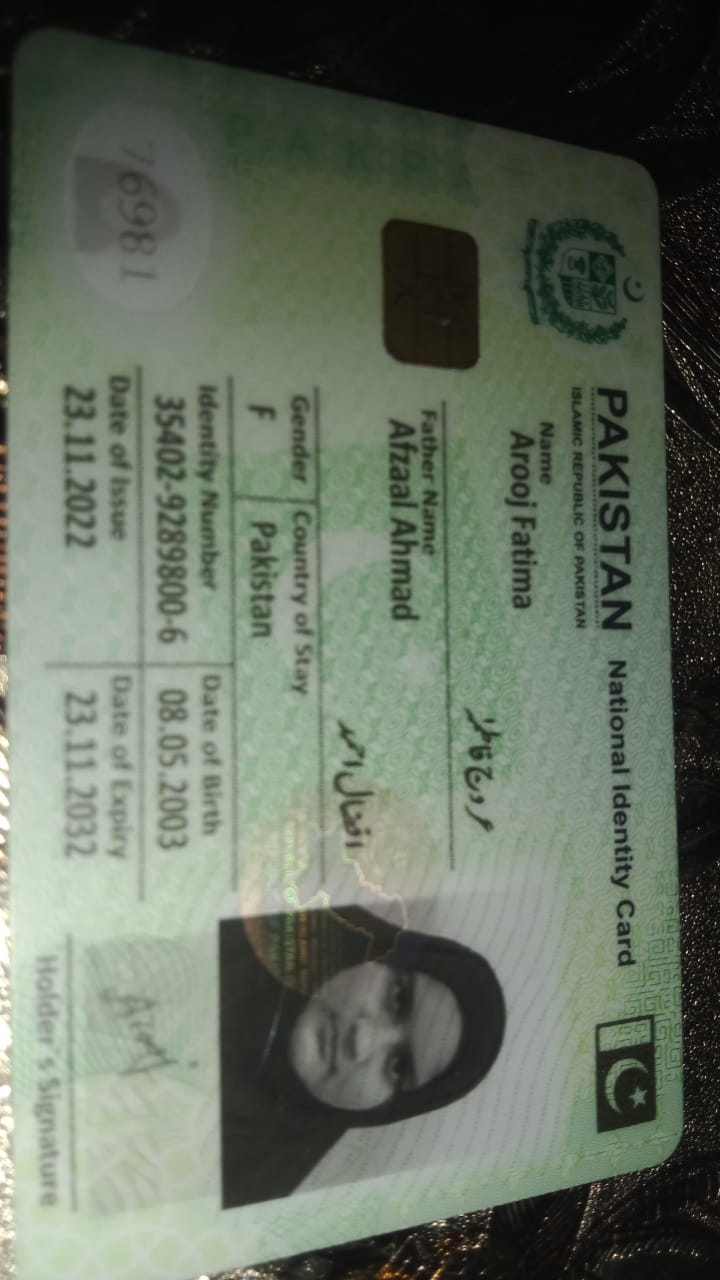 PAKISTAN National Identity Card
ISLAMIC REPUBLIC OF PAKISTAN
Name
Arooj Fatima
عروج فاطمہ
Father Name
Afzaal Ahmad
افضال احمد
Gender Country of Stay
F Pakistan
Identity Number Date of Birth
35402-9289800-6 08.05.2003
Date of Issue Date of Expiry
23.11.2022 23.11.2032
76981
Arooj
Holder's Signature